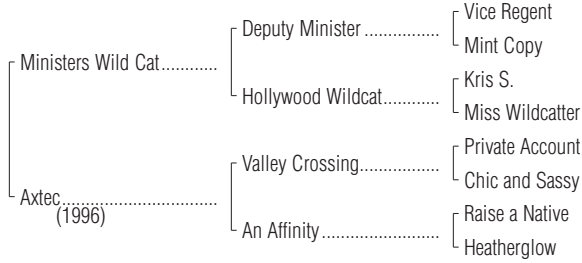 Vice Regent
Deputy Minister ..................
Mint Copy
Ministers Wild Cat............
Kris S.
Hollywood Wildcat.............
Miss Wildcatter
Private Account
Valley Crossing...................
Chic and Sassy
Axtec...................................
(1996)
Raise a Native
An Affinity ..........................
Heatherglow